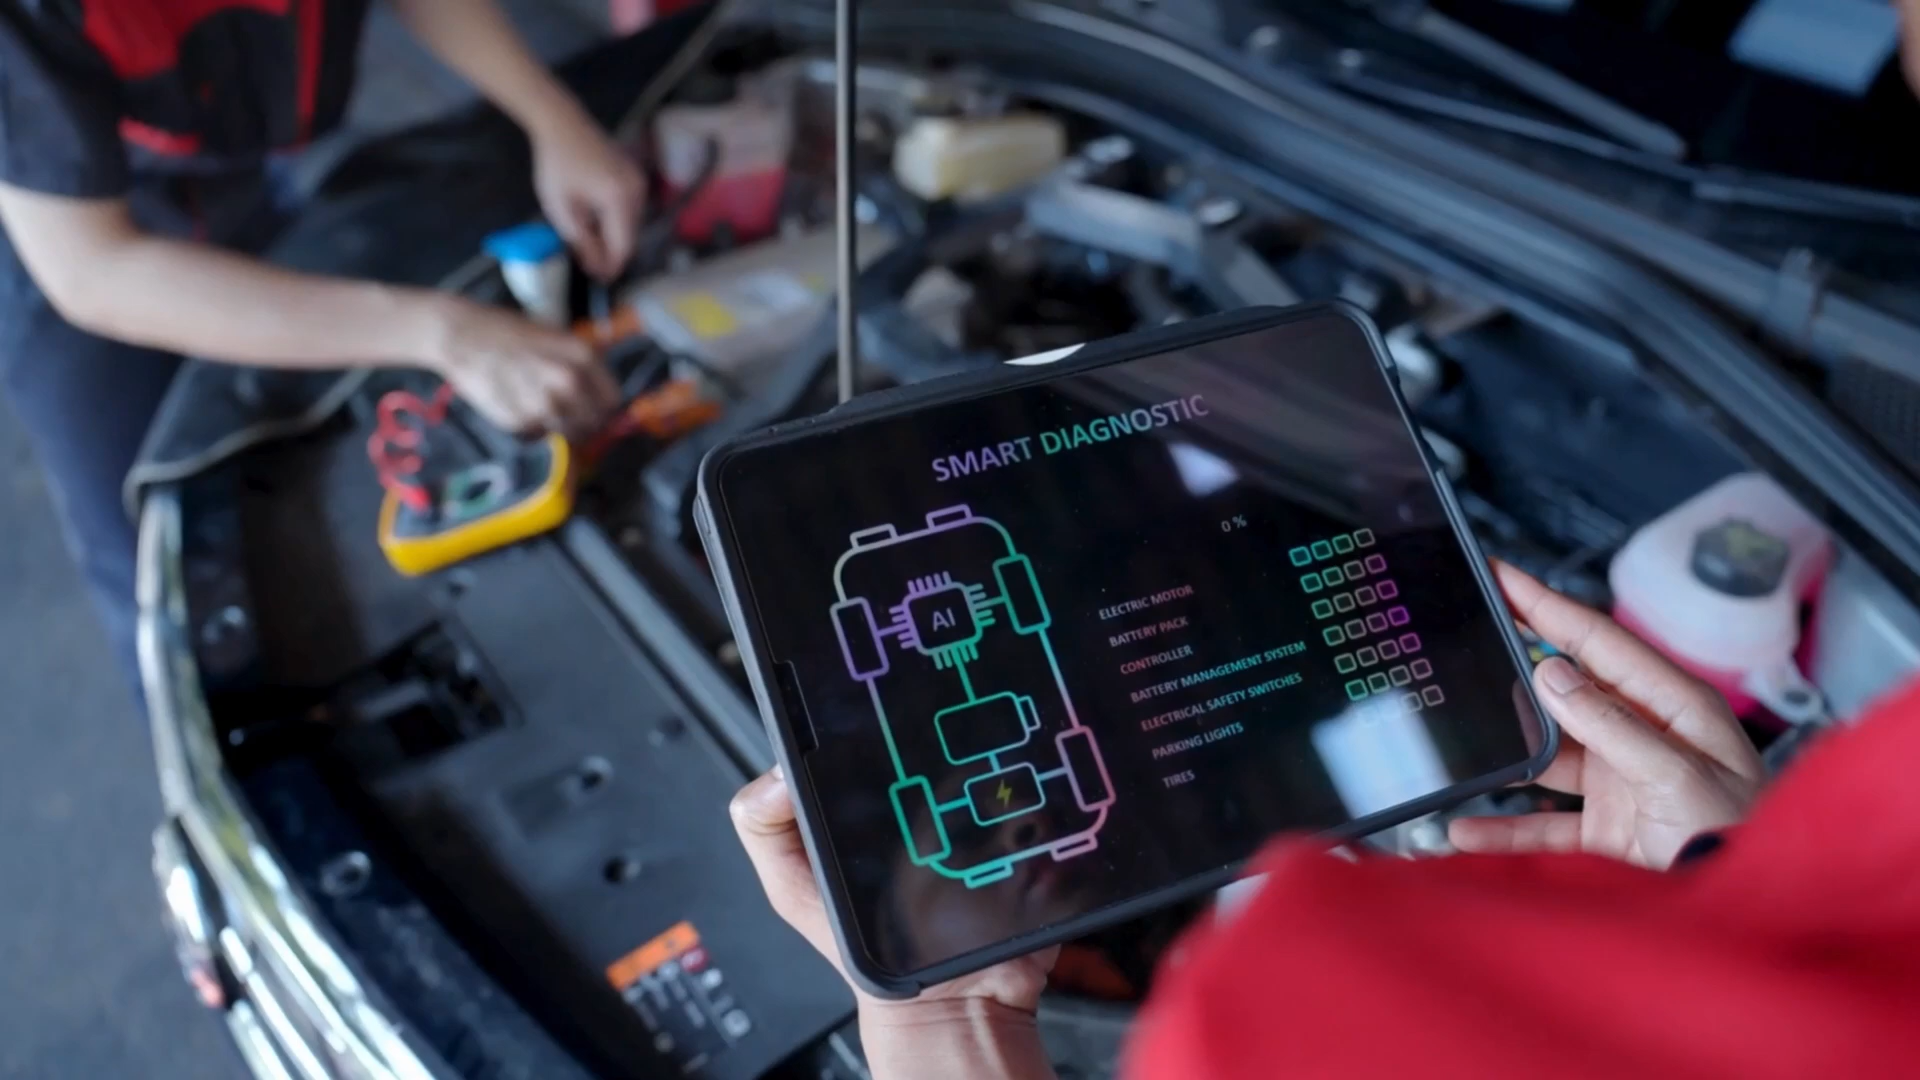 SMART DIAGNOSTIC
0 %
AI
ELECTRIC MOTOR
BATTERY PACK
CONTROLLER
BATTERY MANAGEMENT SYSTEM
ELECTRICAL SAFETY SWITCHES
PARKING LIGHTS
TIRES